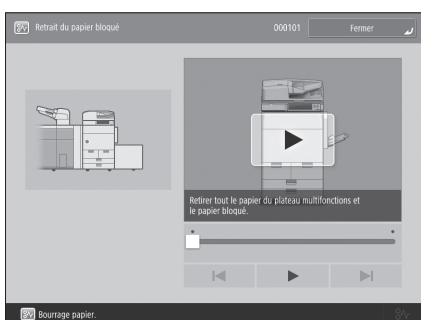 Retrait du papier bloqué
000101
Fermer
Retirer tout le papier du plateau multifonctions et
le papier bloqué.
Bourrage papier.